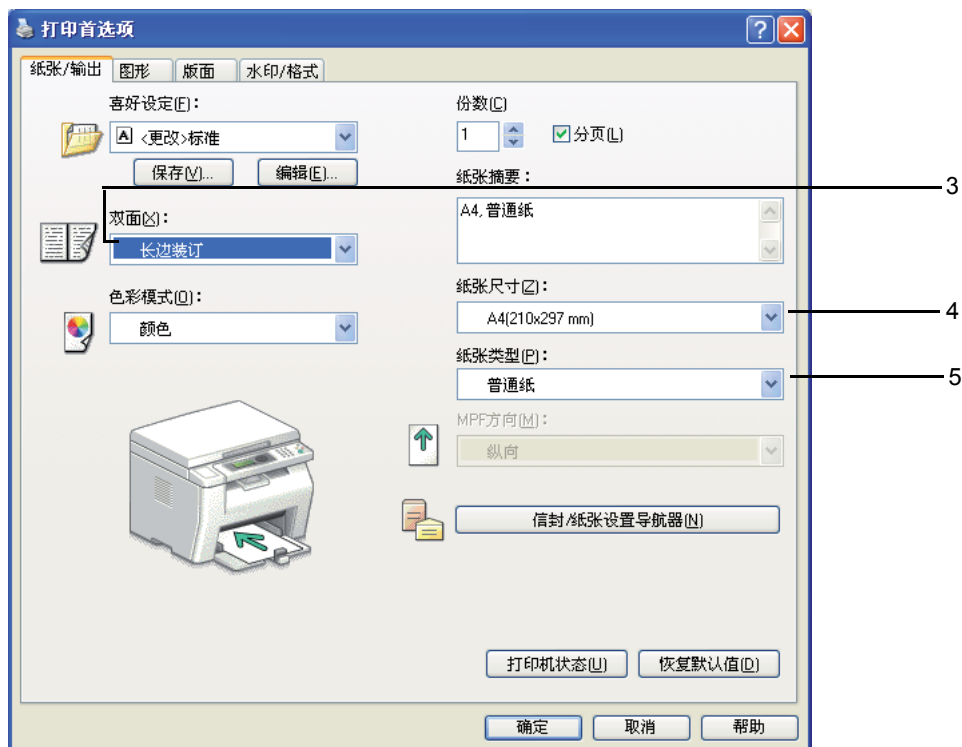 打印首选项
纸张/输出 图形 版面 水印/格式
喜好设定(F):
A <更改>标准
保存(V)... 编辑(E)...
双面(X):
长边装订
色彩模式(O):
颜色
份数(C)
1 分页(L)
纸张摘要:
A4, 普通纸
纸张尺寸(Z):
A4(210x297 mm)
纸张类型(P):
普通纸
MPF方向(M):
纵向
信封/纸张设置导航器(N)
打印机状态(U) 恢复默认值(D)
确定 取消 帮助
3
4
5